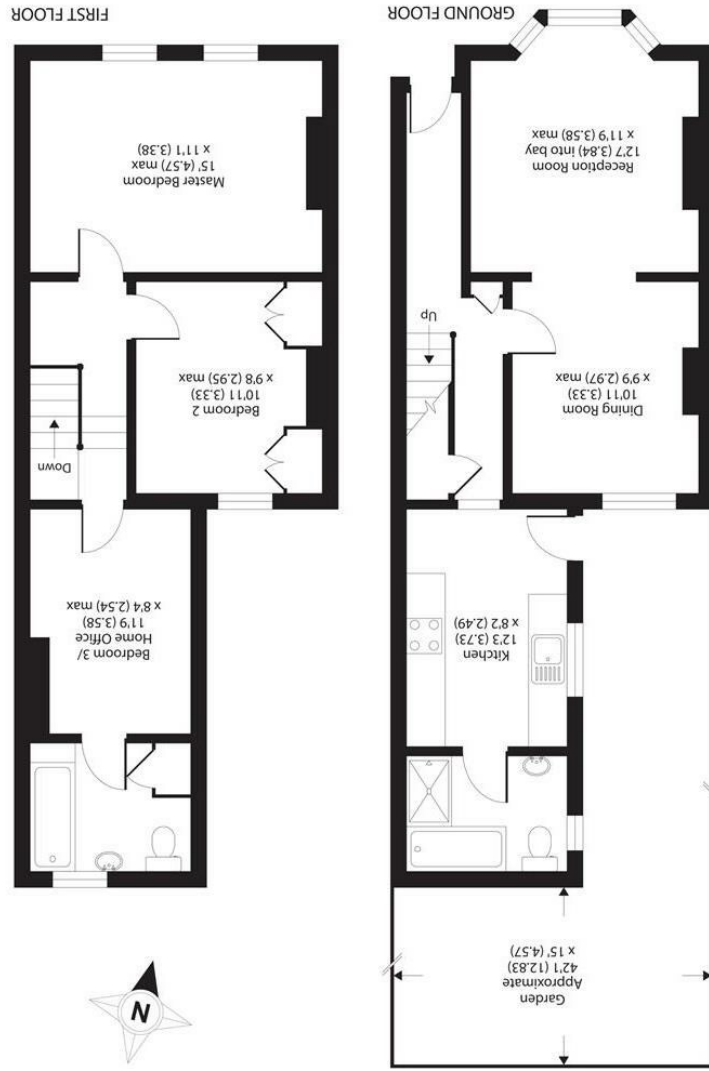 Garden
Approximate
42'1 (12.83)
x 15' (4.57)
Kitchen
12'3 (3.73)
x 8'2 (2.49)
Dining Room
10'11 (3.33)
x 9'9 (2.97) max
Up
Reception Room
12'7 (3.84) into bay
x 11'9 (3.58) max
GROUND FLOOR
N
Bedroom 3/
Home Office
11'9 (3.58)
x 8'4 (2.54) max
Down
Bedroom 2
10'11 (3.33)
x 9'8 (2.95) max
Master Bedroom
15' (4.57) max
x 11'1 (3.38)
FIRST FLOOR